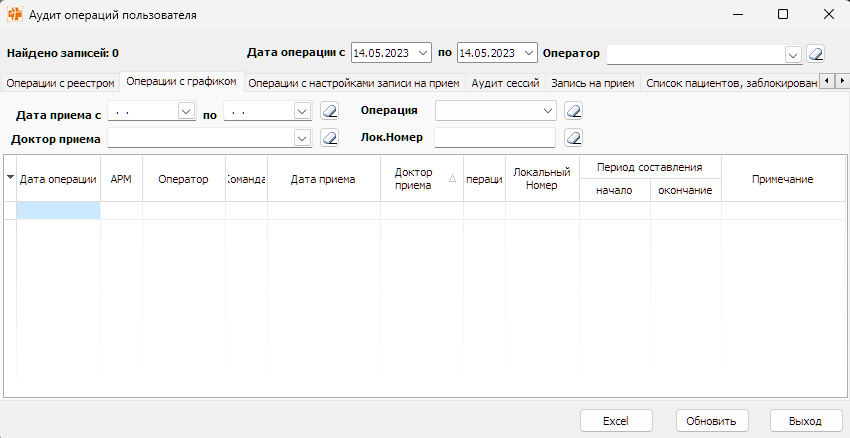 Аудит операций пользователя
Найдено записей: 0
Дата операции с 14.05.2023 по 14.05.2023 Оператор
Операции с реестром Операции с графиком Операции с настройками записи на прием Аудит сессий Запись на прием Список пациентов, заблокирован
Дата приема с . . по . . Операция
Доктор приема Лок.Номер
Дата операции АРМ Оператор Команда Дата приема Доктор приема пераци Локальный Номер Период составления Примечание
начало окончание
Excel Обновить Выход